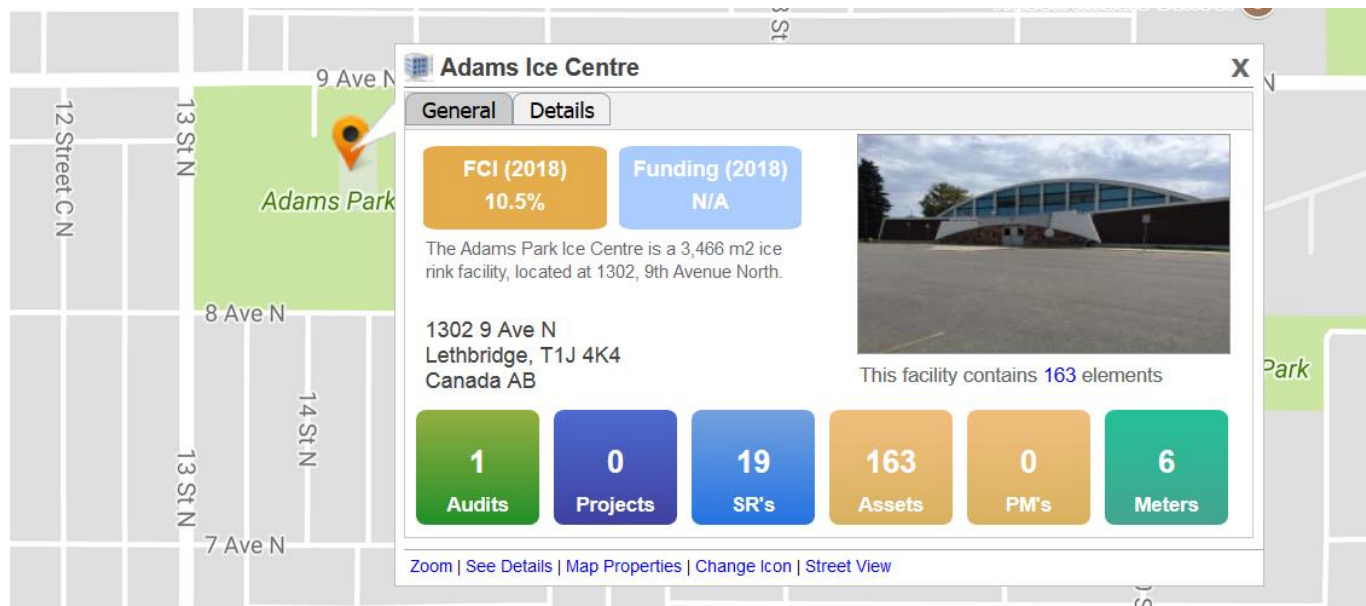 9 Ave N
12 Street C N
13 St N
Adams Park
8 Ave N
14 St N
13 St N
7 Ave N
St
N
Park
Adams Ice Centre
X
General
Details
FCI (2018)
10.5%
Funding (2018)
N/A
The Adams Park Ice Centre is a 3,466 m2 ice
rink facility, located at 1302, 9th Avenue North.
1302 9 Ave N
Lethbridge, T1J 4K4
Canada AB
This facility contains 163 elements
1
Audits
0
Projects
19
SR's
163
Assets
0
PM's
6
Meters
Zoom | See Details | Map Properties | Change Icon | Street View